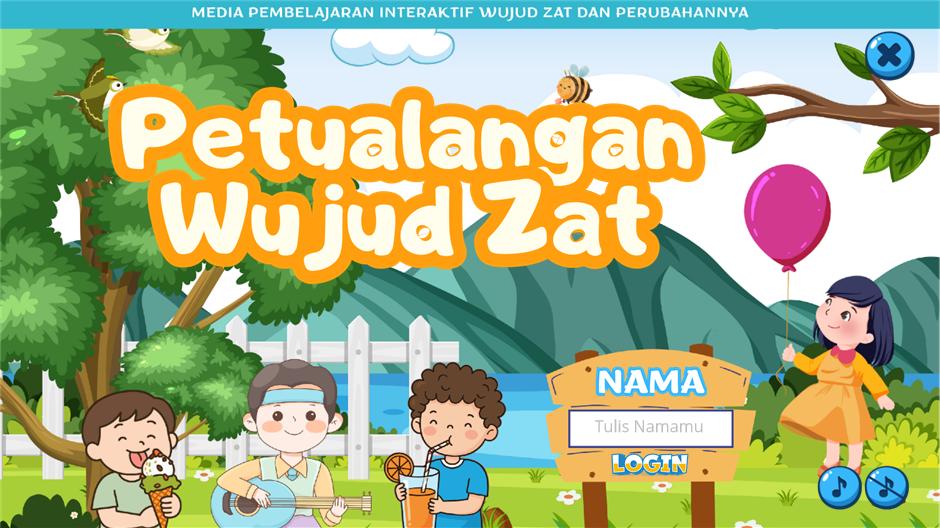 MEDIA PEMBELAJARAN INTERAKTIF WUJUD ZAT DAN PERUBAHANNYA
Petualangan
Wujud Zat
NAMA
Tulis Namamu
LOGIN